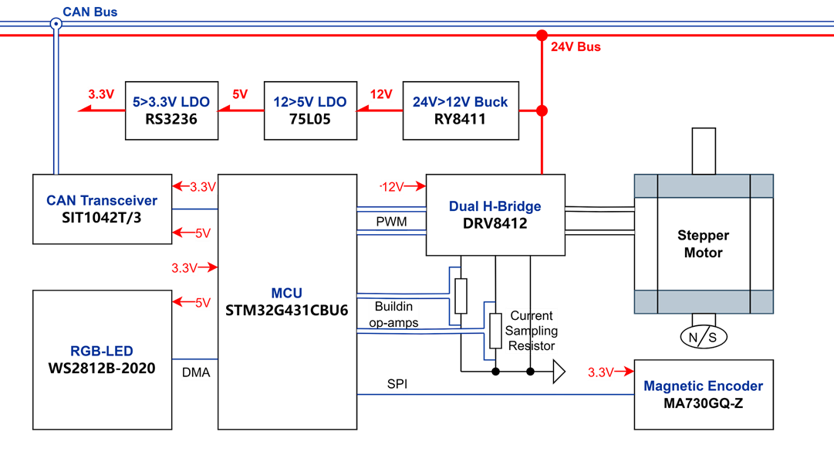 CAN Bus
24V Bus
3.3V
5>3.3V LDO
RS3236
5V
12>5V LDO
75L05
12V
24V>12V Buck
RY8411
CAN Transceiver
SIT1042T/3
3.3V
5V
3.3V
5V
RGB-LED
WS2812B-2020
DMA
MCU
STM32G431CBU6
-12V
PWM
Dual H-Bridge
DRV8412
Buildin
op-amps
Current
Sampling
Resistor
SPI
Stepper
Motor
N/S
3.3V
Magnetic Encoder
MA730GQ-Z